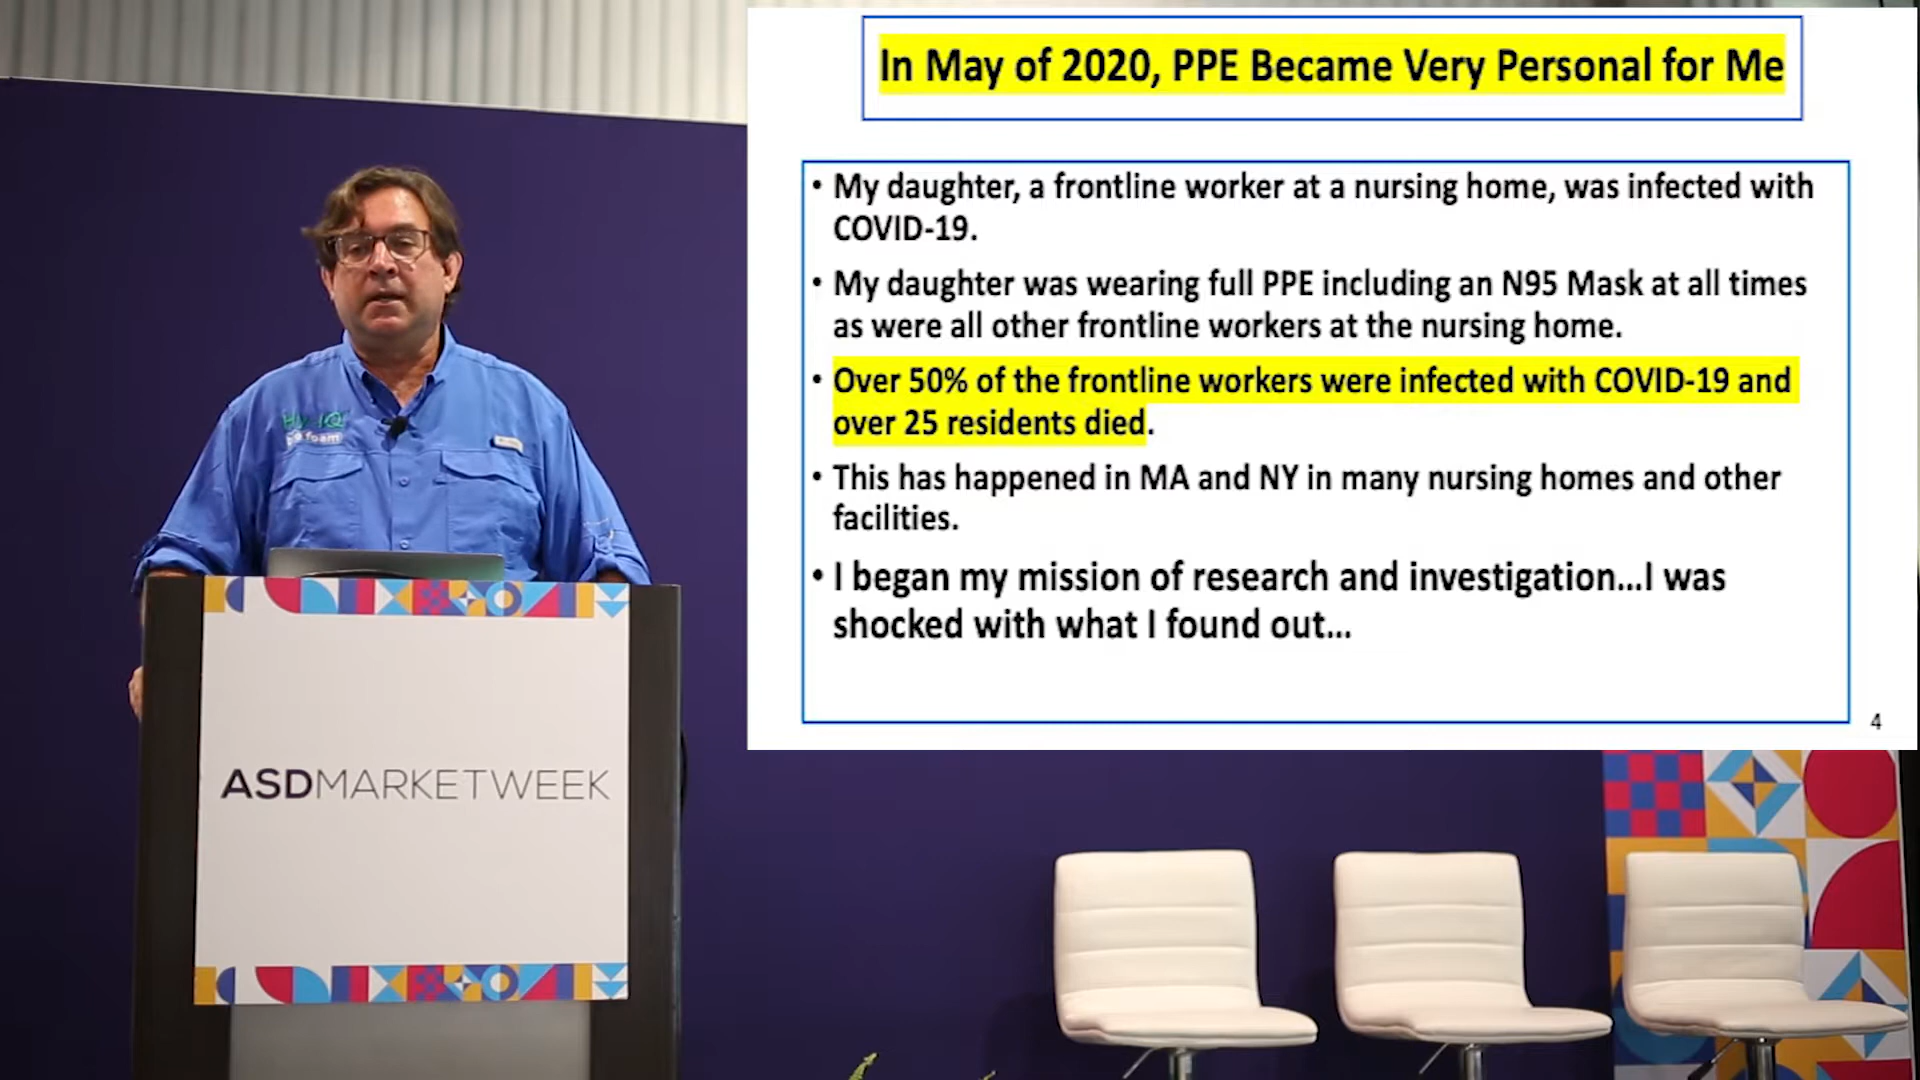 In May of 2020, PPE Became Very Personal for Me
• My daughter, a frontline worker at a nursing home, was infected with
COVID-19.
• My daughter was wearing full PPE including an N95 Mask at all times
as were all other frontline workers at the nursing home.
• Over 50% of the frontline workers were infected with COVID-19 and
over 25 residents died.
• This has happened in MA and NY in many nursing homes and other
facilities.
• I began my mission of research and investigation...I was
shocked with what I found out...
4
foam
ASDMARKETWEEK